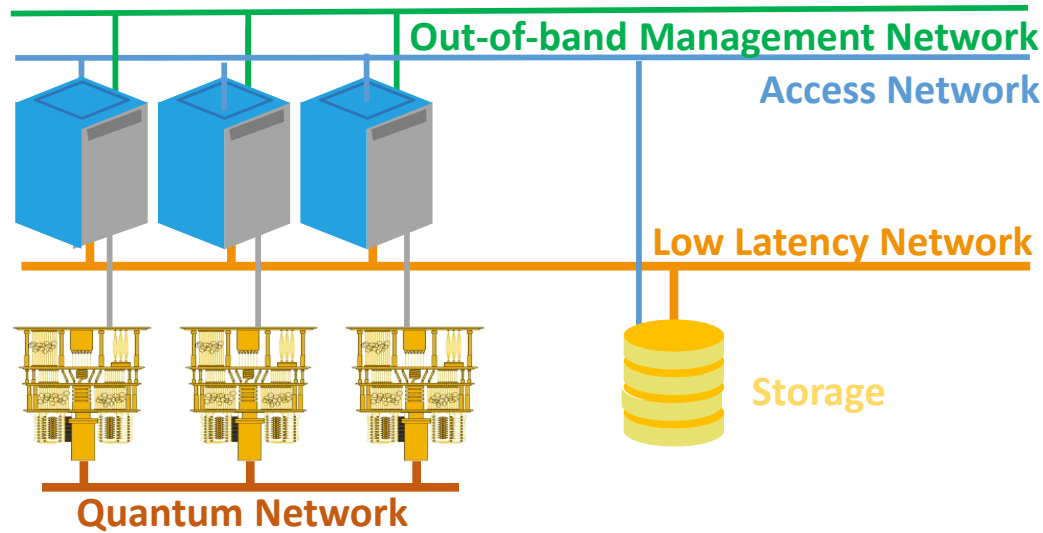 Out-of-band Management Network
Access Network
Low Latency Network
Storage
Quantum Network